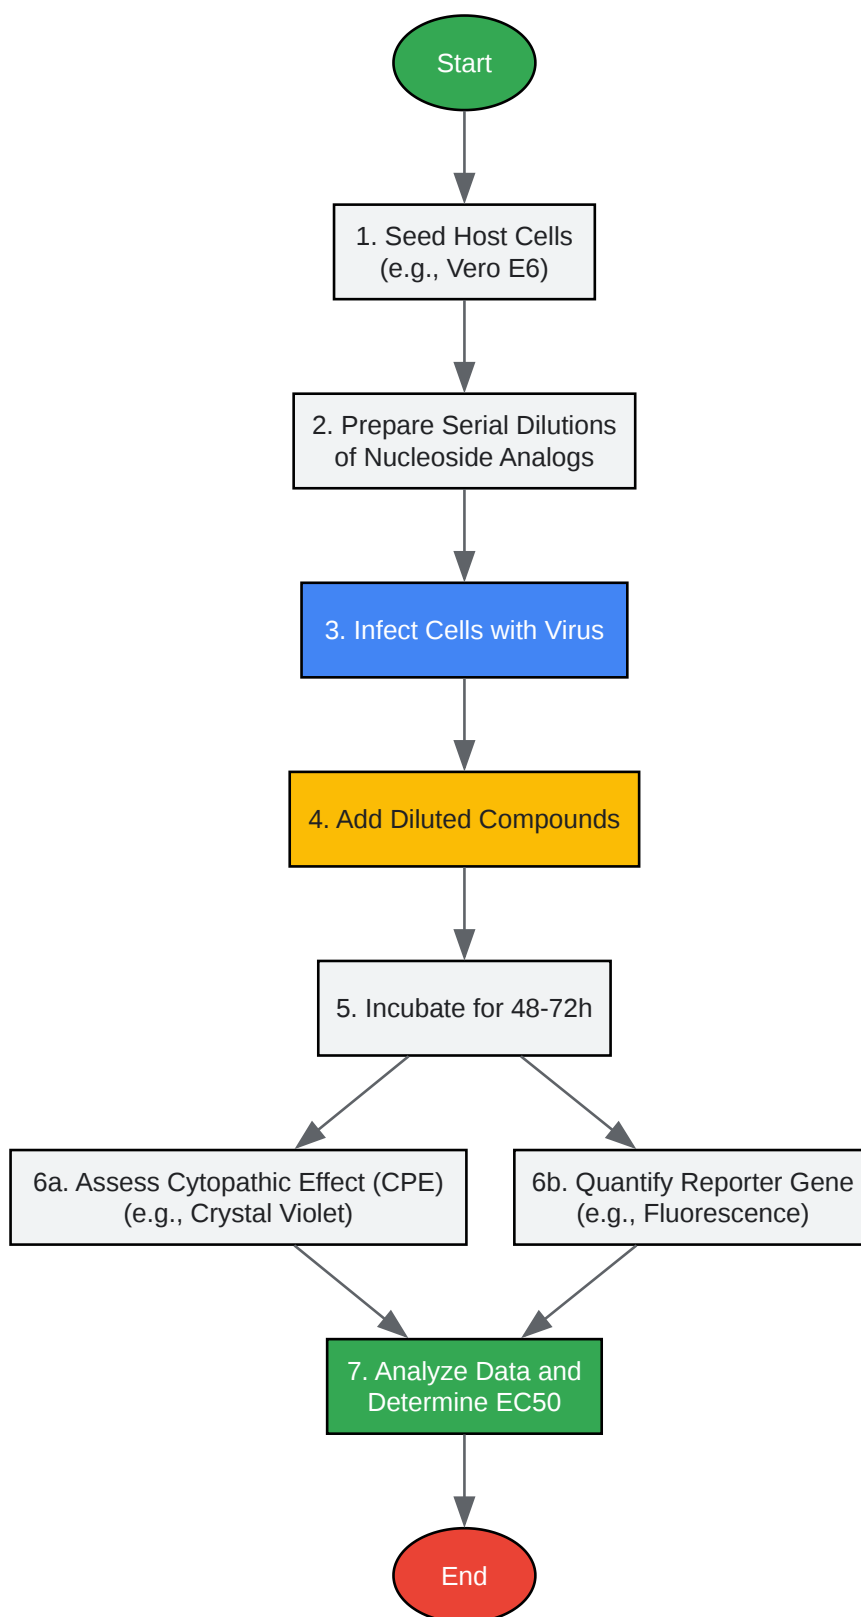 Start
1. Seed Host Cells
(e.g., Vero E6)
2. Prepare Serial Dilutions
of Nucleoside Analogs
3. Infect Cells with Virus
4. Add Diluted Compounds
5. Incubate for 48-72h
6a. Assess Cytopathic Effect (CPE)
(e.g., Crystal Violet)
6b. Quantify Reporter Gene
(e.g., Fluorescence)
7. Analyze Data and
Determine EC50
End